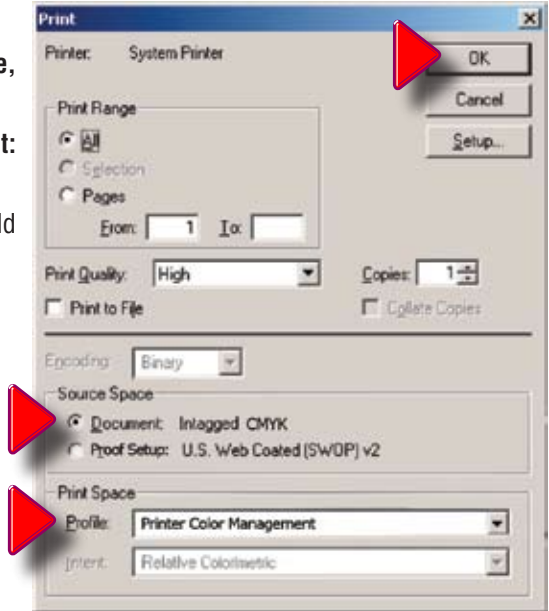 Print
e,
Printer: System Printer
OK
Cancel
Setup...
t:
ld
Print Range
All
Selection
Pages
From: 1 To:
Print Quality: High
Copies: 1
Print to File
Collate Copies
Encoding: Binary
Source Space
Document: Intagged CMYK
Proof Setup: U.S. Web Coated (SWOP) v2
Print Space
Profile: Printer Color Management
Intent: Relative Colorimetric